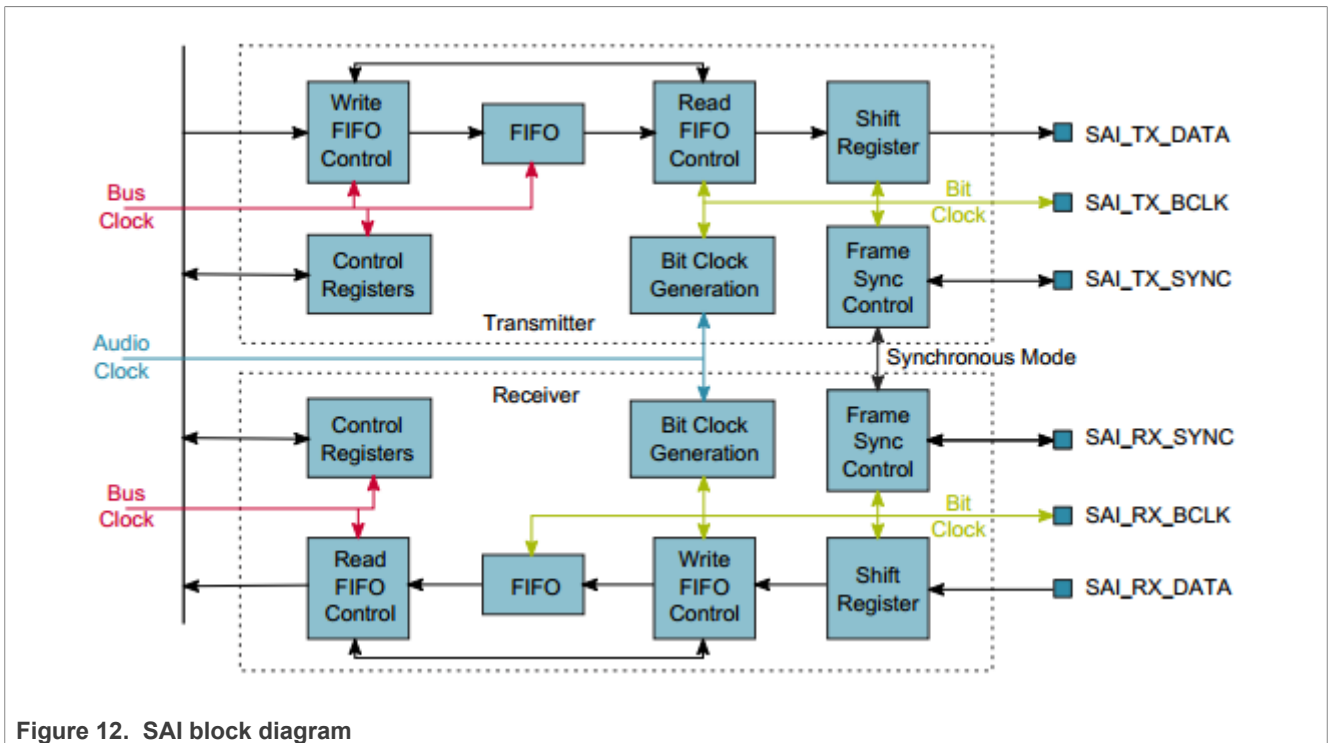 Write
FIFO
Control
FIFO
Read
FIFO
Control
Shift
Register
SAI_TX_DATA
Bus
Clock
Bit
Clock
SAI_TX_BCLK
Control
Registers
Bit Clock
Generation
Frame
Sync
Control
SAI_TX_SYNC
Transmitter
Audio
Clock
Synchronous Mode
Receiver
Control
Registers
Bit Clock
Generation
Frame
Sync
Control
SAI_RX_SYNC
Bus
Clock
Bit
Clock
SAI_RX_BCLK
Read
FIFO
Control
FIFO
Write
FIFO
Control
Shift
Register
SAI_RX_DATA
Figure 12. SAI block diagram